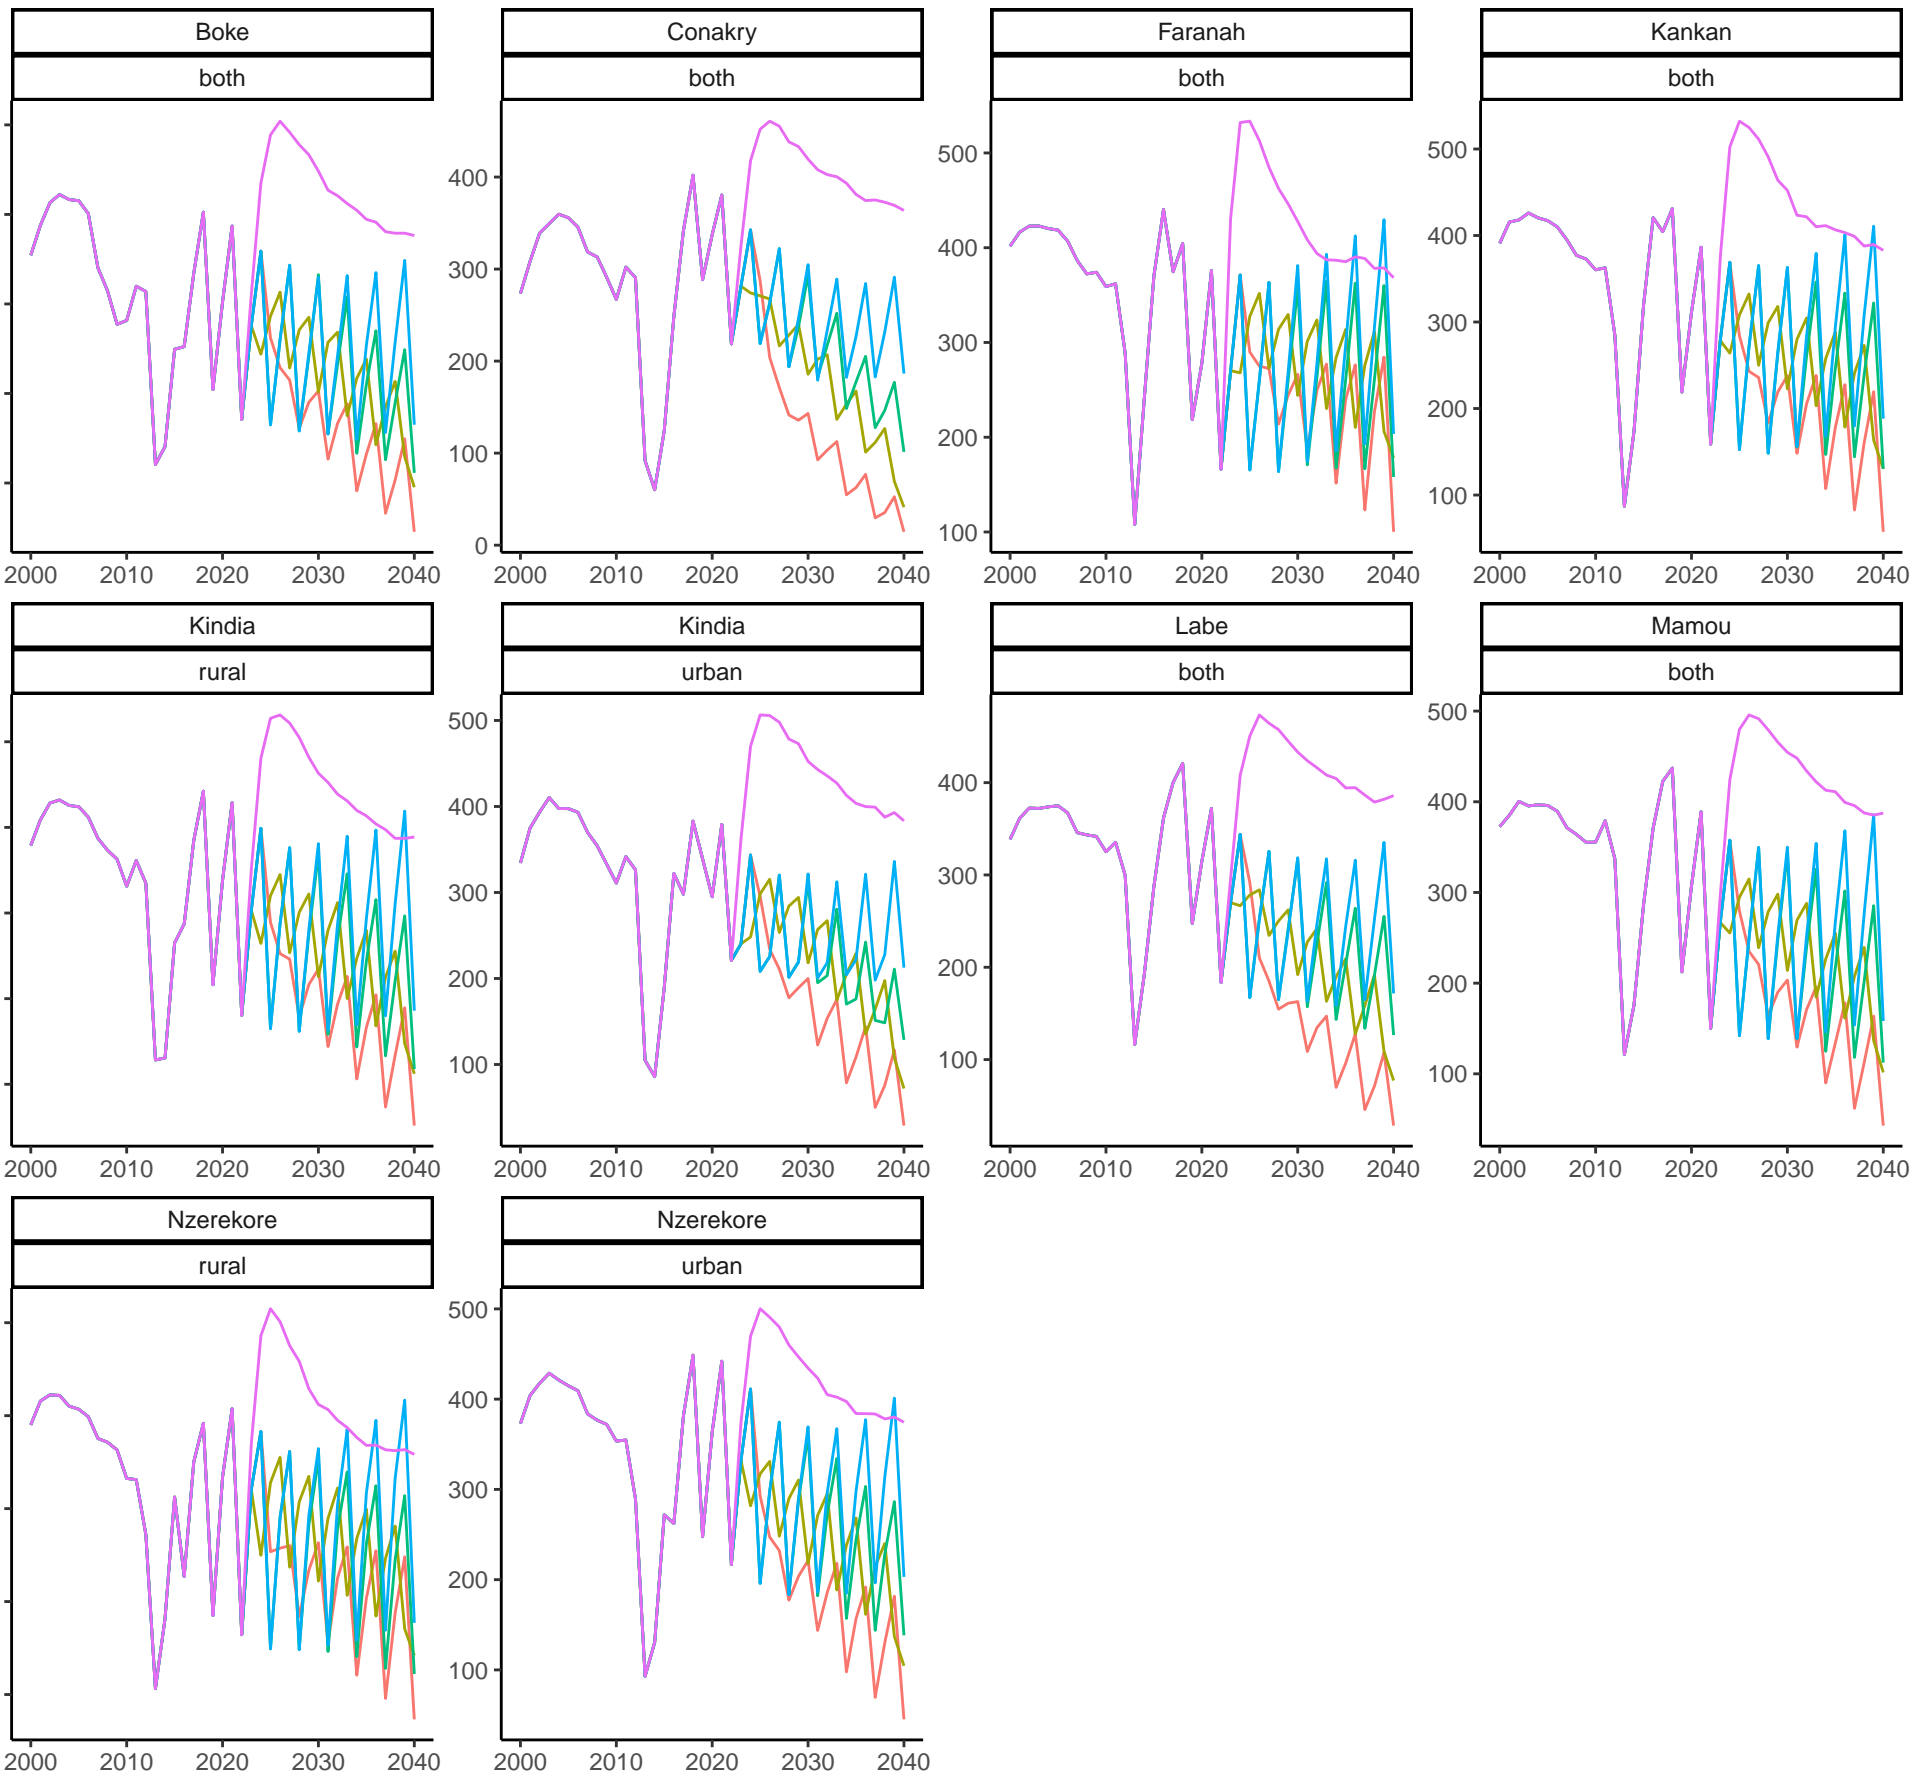 Boke Conakry Faranah Kankan
both both both both
500 500
400 400
400
300 300 300
200
200 200
100
100 100
0
2000 2010 2020 2030 2040 2000 2010 2020 2030 2040 2000 2010 2020 2030 2040 2000 2010 2020 2030 2040
Kindia Kindia Labe Mamou
rural urban both both
500 500
400 400 400
300 300 300
200 200 200
100 100 100
2000 2010 2020 2030 2040 2000 2010 2020 2030 2040 2000 2010 2020 2030 2040 2000 2010 2020 2030 2040
Nzerekore Nzerekore
rural urban
500
400
300
200
100
2000 2010 2020 2030 2040 2000 2010 2020 2030 2040